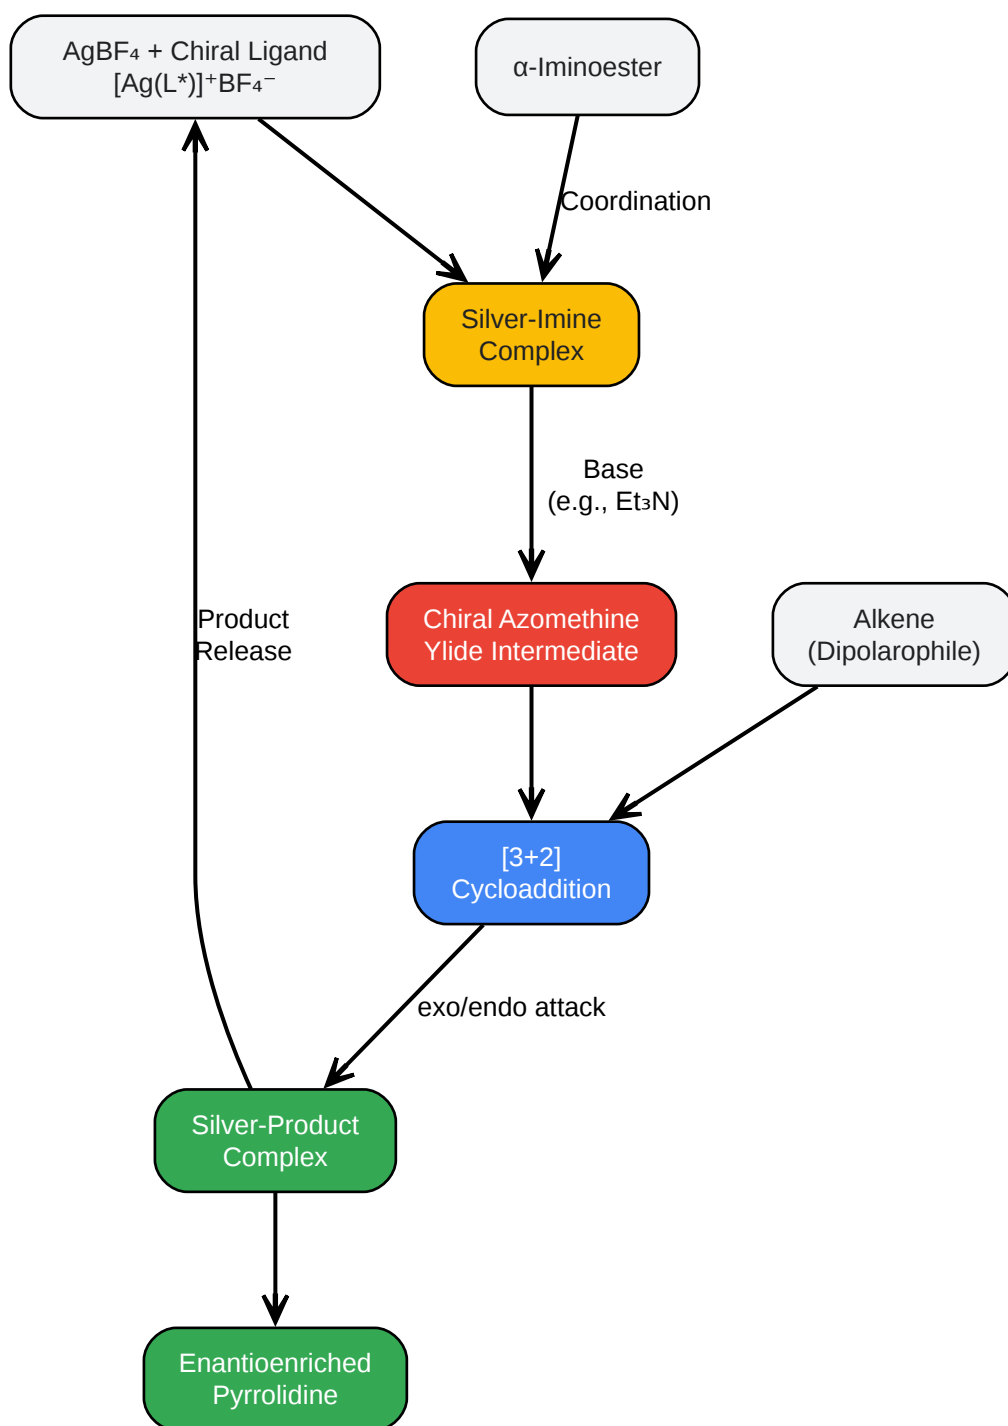 AgBF₄ + Chiral Ligand
[Ag(L*)]⁺BF₄⁻
α-Iminoester
Coordination
Silver-Imine
Complex
Base
(e.g., Et₃N)
Product
Release
Chiral Azomethine
Ylide Intermediate
Alkene
(Dipolarophile)
[3+2]
Cycloaddition
exo/endo attack
Silver-Product
Complex
Enantioenriched
Pyrrolidine